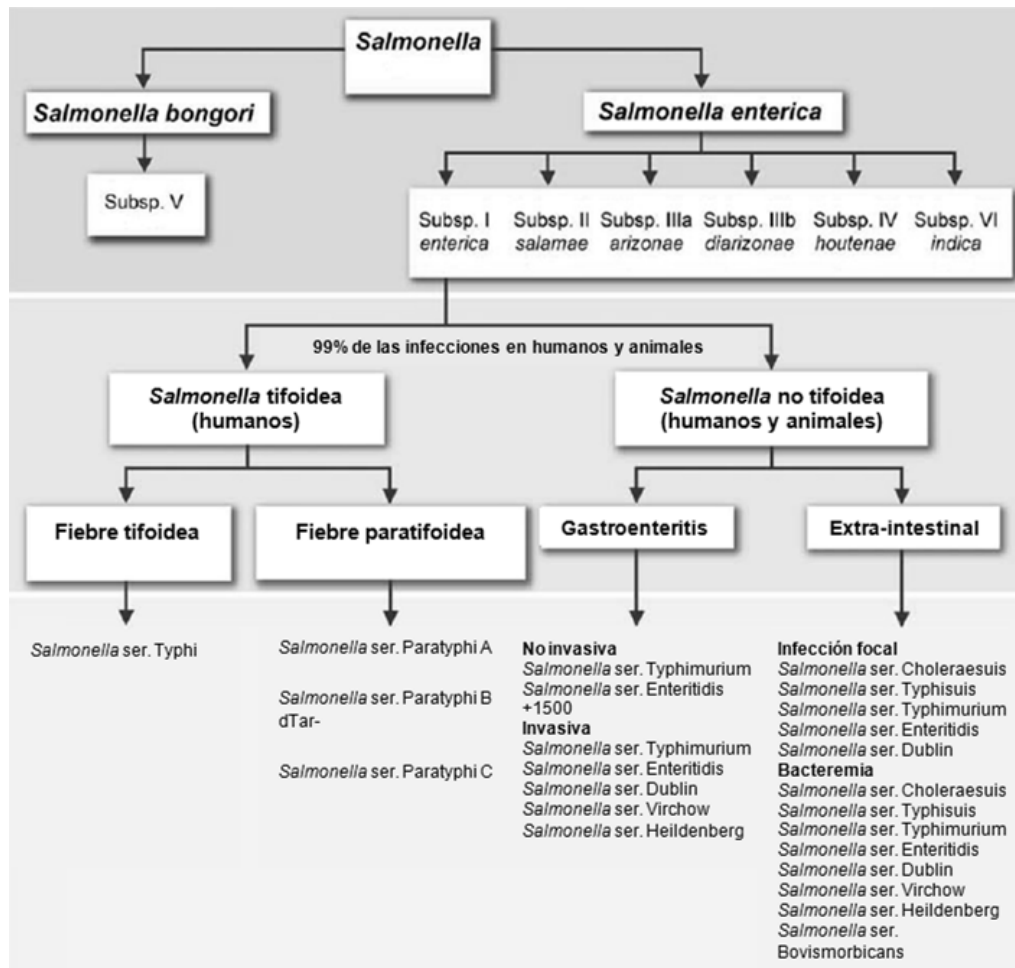 Salmonella
Salmonella bongori
Salmonella enterica
Subsp. V
Subsp. I
enterica
Subsp. II
salamae
Subsp. IIIa
arizonae
Subsp. IIIb
diarizonae
Subsp. IV
houtenae
Subsp. VI
indica
99% de las infecciones en humanos y animales
Salmonella tifoidea
(humanos)
Salmonella no tifoidea
(humanos y animales)
Fiebre tifoidea
Fiebre paratifoidea
Gastroenteritis
Extra-intestinal
Salmonella ser. Typhi
Salmonella ser. Paratyphi A
Salmonella ser. Paratyphi B
dTar-
Salmonella ser. Paratyphi C
No invasiva
Salmonella ser. Typhimurium
Salmonella ser. Enteritidis
+1500
Invasiva
Salmonella ser. Typhimurium
Salmonella ser. Enteritidis
Salmonella ser. Dublin
Salmonella ser. Virchow
Salmonella ser. Heildenberg
Infección focal
Salmonella ser. Choleraesuis
Salmonella ser. Typhisuis
Salmonella ser. Typhimurium
Salmonella ser. Enteritidis
Salmonella ser. Dublin
Bacteremia
Salmonella ser. Choleraesuis
Salmonella ser. Typhisuis
Salmonella ser. Typhimurium
Salmonella ser. Enteritidis
Salmonella ser. Dublin
Salmonella ser. Virchow
Salmonella ser. Heildenberg
Salmonella ser.
Bovismorbicans